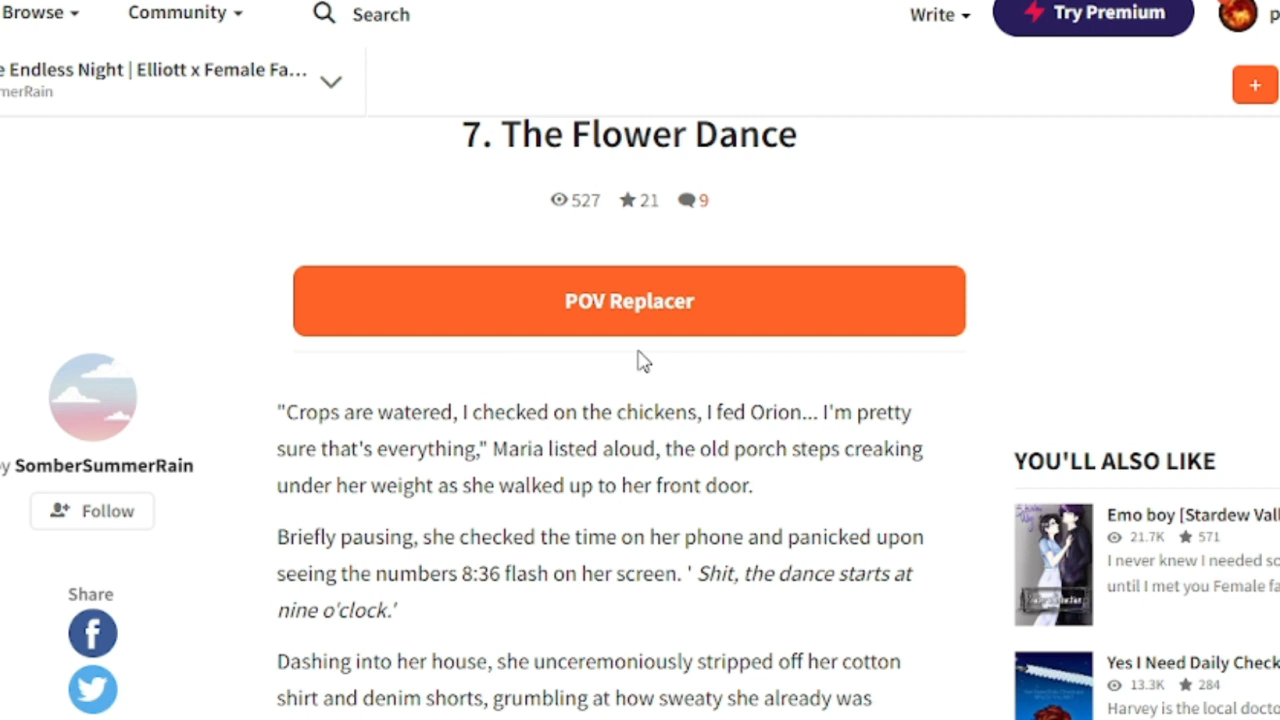 Browse
Community
Search
Write
Try Premium
e Endless Night | Elliott x Female Fa...
merRain
+
7. The Flower Dance
527
21
9
POV Replacer
"Crops are watered, I checked on the chickens, I fed Orion... I'm pretty
sure that's everything," Maria listed aloud, the old porch steps creaking
under her weight as she walked up to her front door.
y SomberSummerRain
Follow
Briefly pausing, she checked the time on her phone and panicked upon
seeing the numbers 8:36 flash on her screen. ' Shit, the dance starts at
nine o'clock.'
Share
Dashing into her house, she unceremoniously stripped off her cotton
shirt and denim shorts, grumbling at how sweaty she already was
YOU'LL ALSO LIKE
Emo boy [Stardew Vall
21.7K
571
I never knew I needed so
until I met you Female fa
Yes I Need Daily Check
13.3K
284
Harvey is the local docto